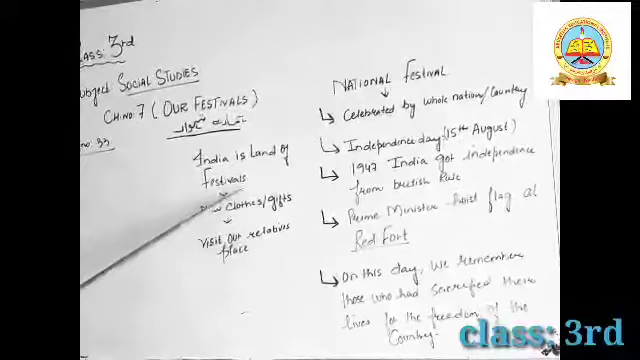 CLASS: 3rd
Subject SOCIAL STUDIES
CH.NO:7 ( OUR FESTIVALS )
no: 33
India is Land of
Festivals
Clothes/gifts
Visit Our relatives
place
NATIONAL FESTIVAL
Celebrated by whole nation/Country
Independence day (15th August)
1947 India got independence
from British Rule
Prime Minister hoist flag at
Red Fort
On this day, We remember
those who had sacrificed there
lives for the freedom of the
Country.
class: 3rd